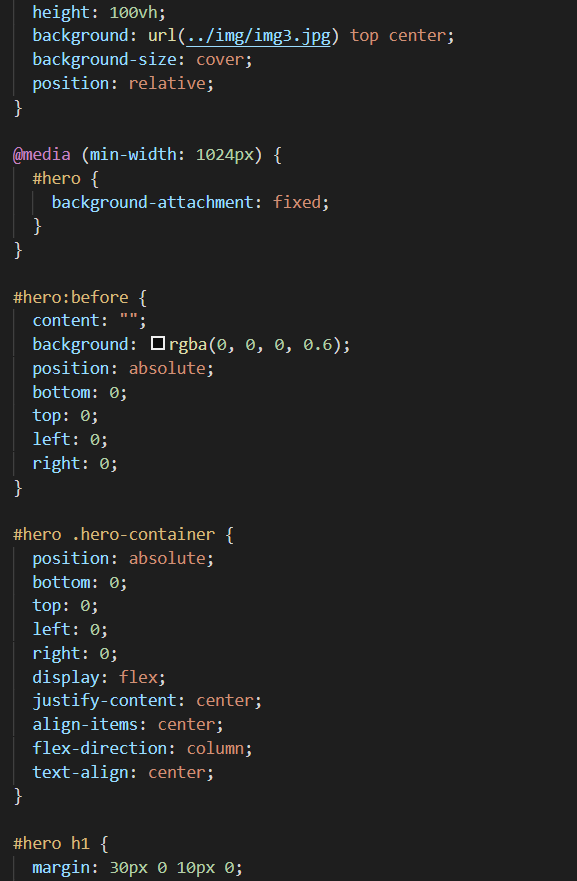 height: 100vh;
background: url(../img/img3.jpg) top center;
background-size: cover;
position: relative;
}
@media (min-width: 1024px) {
#hero {
background-attachment: fixed;
}
}
#hero:before {
content: "";
background: rgba(0, 0, 0, 0.6);
position: absolute;
bottom: 0;
top: 0;
left: 0;
right: 0;
}
#hero .hero-container {
position: absolute;
bottom: 0;
top: 0;
left: 0;
right: 0;
display: flex;
justify-content: center;
align-items: center;
flex-direction: column;
text-align: center;
}
#hero h1 {
margin: 30px 0 10px 0;